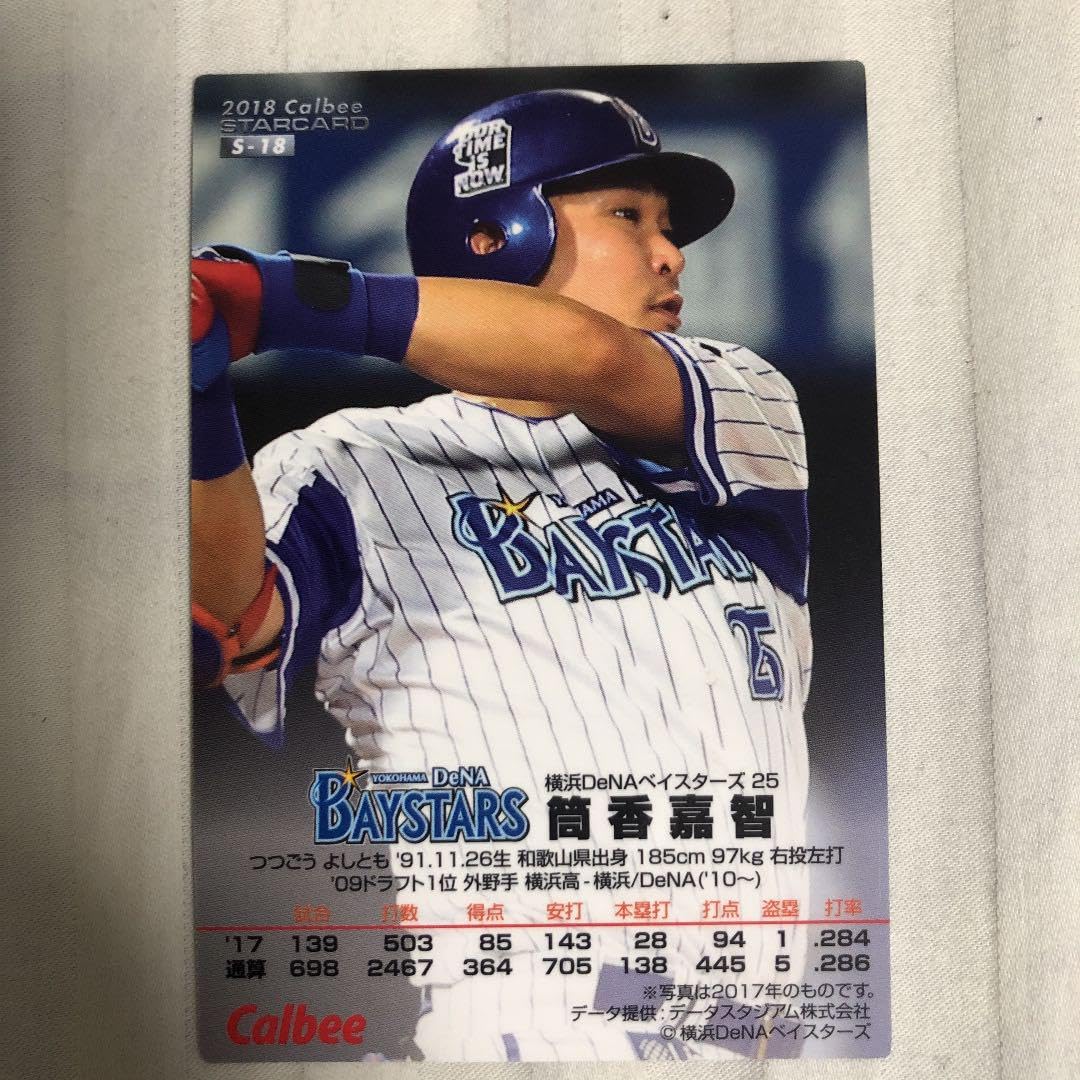 2018 Calbee
STARCARD
S-18
OUR
TIME
IS
NOW
YOKOHAMA
BAYSTA
YOKOHAMA DeNA
BAYSTARS
横浜DeNAベイスターズ 25
筒香嘉智
つつごう よしとも '91.11.26生 和歌山県出身 185cm 97kg 右投左打
'09ドラフト1位 外野手 横浜高-横浜/DeNA('10〜)
試合 打数 得点 安打 本塁打 打点 盗塁 打率
'17 139 503 85 143 28 94 1 .284
通算 698 2467 364 705 138 445 5 .286
※写真は2017年のものです。
データ提供:データスタジアム株式会社
©横浜DeNAベイスターズ
Calbee